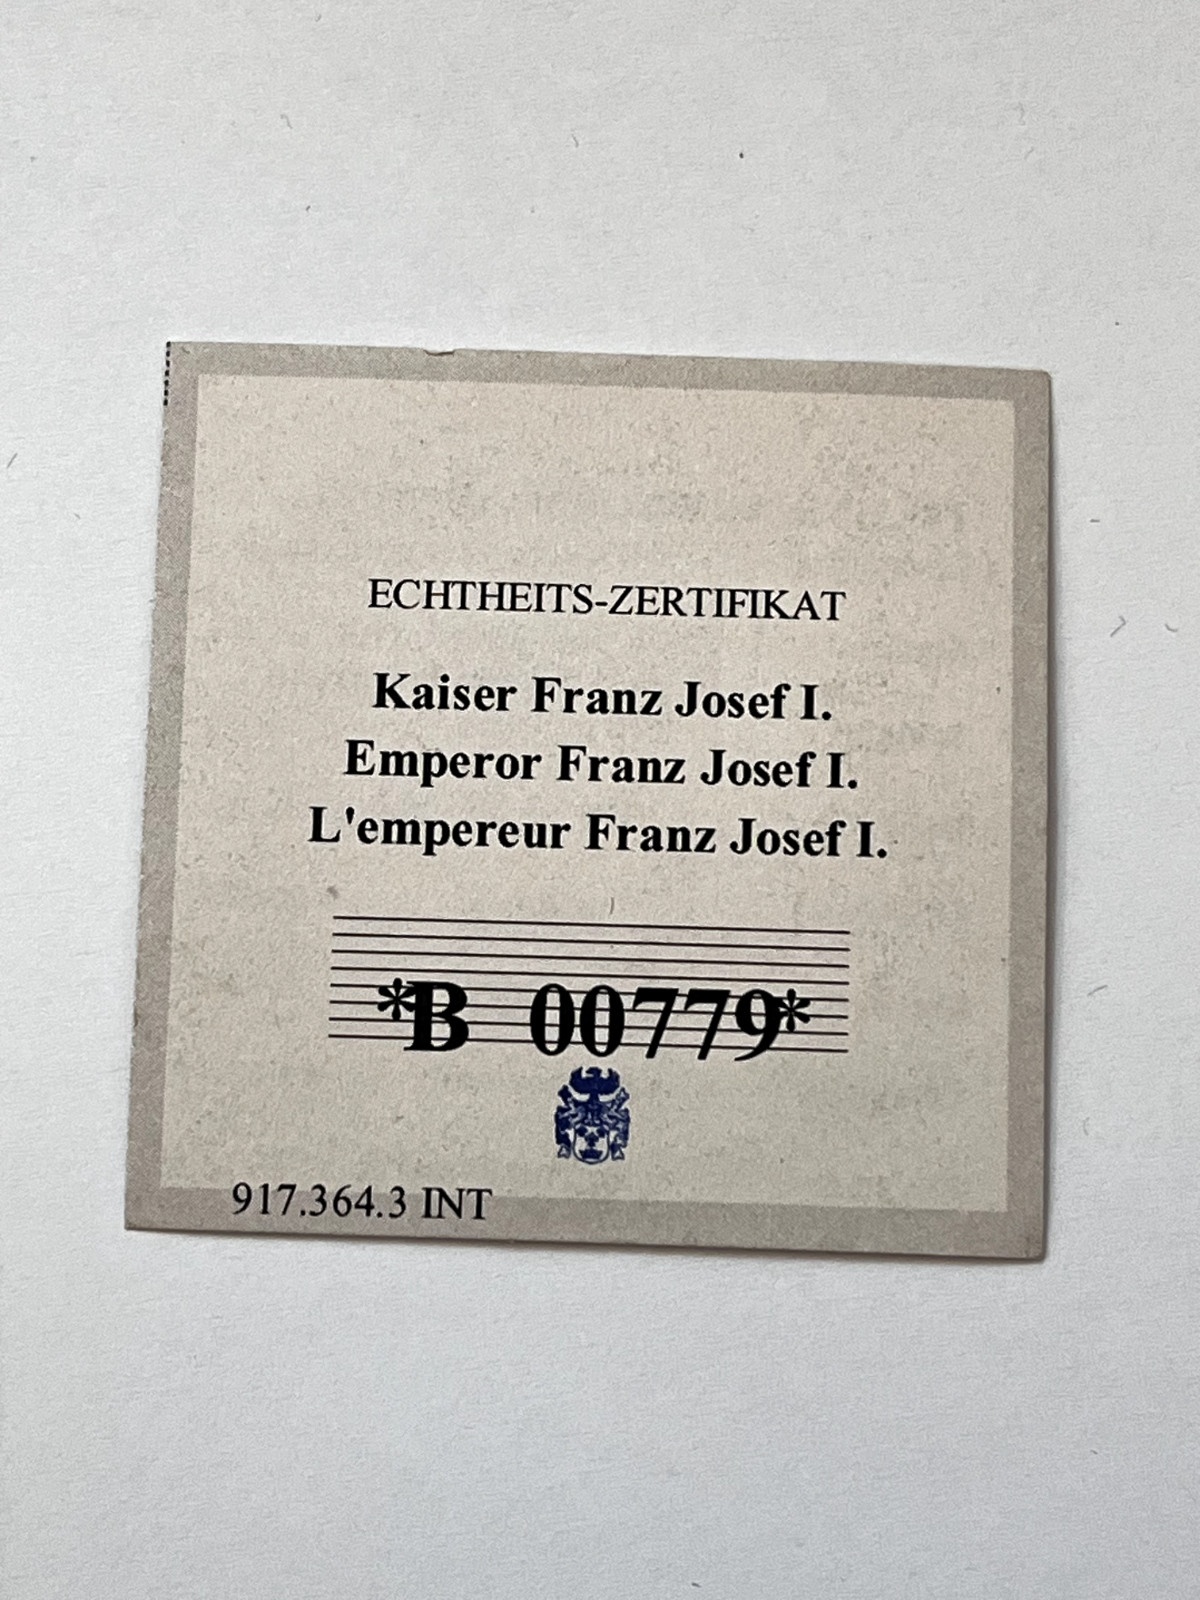 ECHTHEITS-ZERTIFIKAT
Kaiser Franz Josef I.
Emperor Franz Josef I.
L'empereur Franz Josef I.
*B 00779*
917.364.3 INT